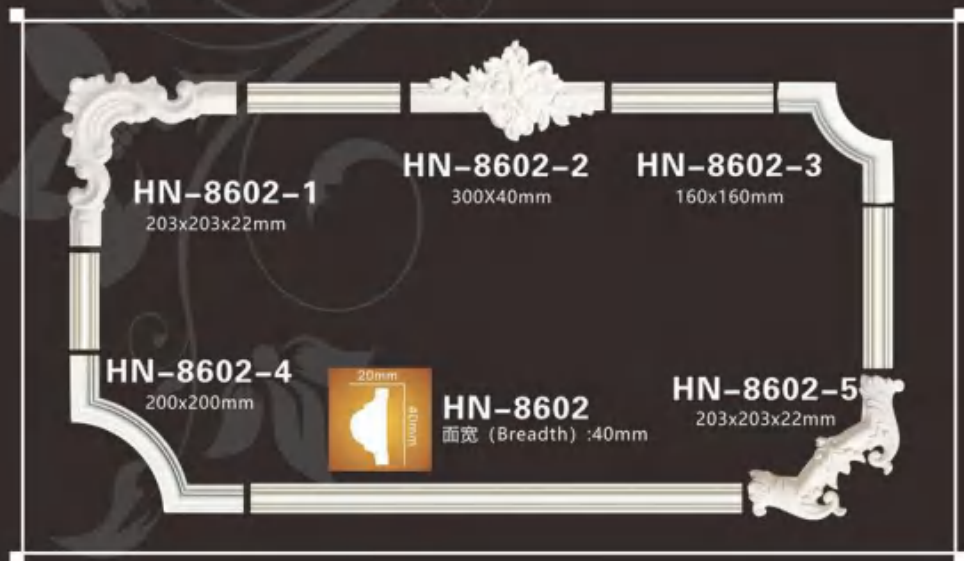 HN-8602-1
203x203x22mm
HN-8602-2
300X40mm
HN-8602-3
160x160mm
HN-8602-4
200x200mm
20mm
40mm
HN-8602
面宽（Breadth）:40mm
HN-8602-5
203x203x22mm